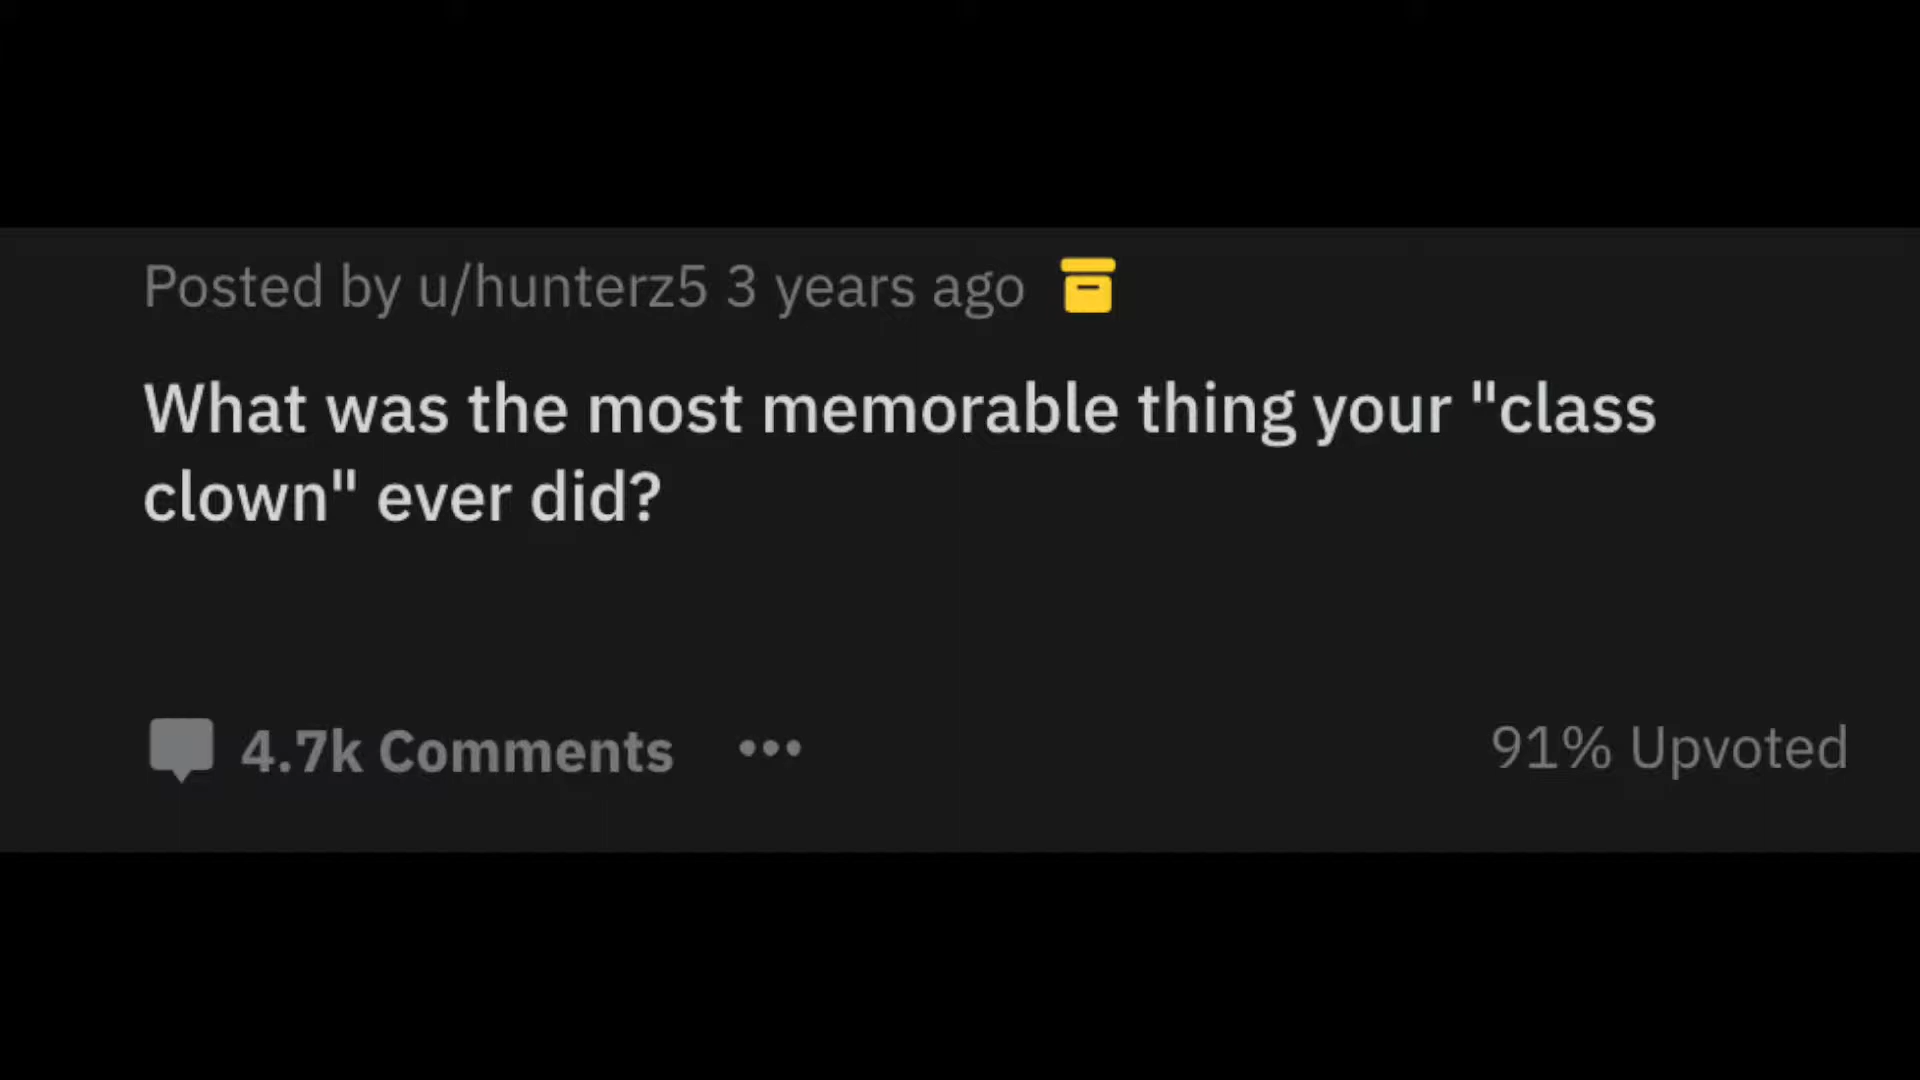 Posted by u/hunterz5 3 years ago
What was the most memorable thing your "class
clown" ever did?
4.7k Comments
91% Upvoted